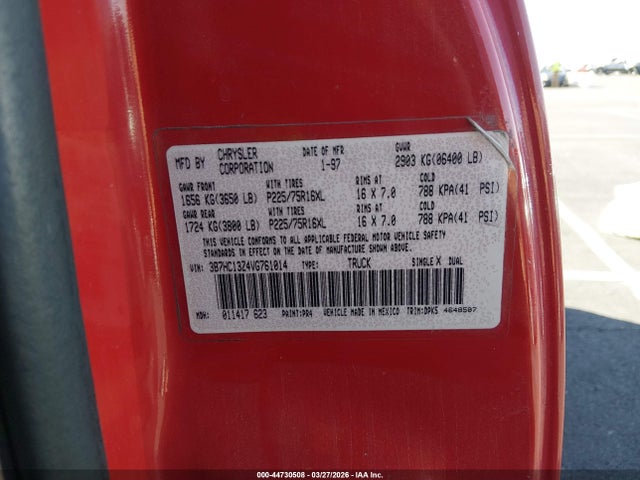 MFD BY CHRYSLER CORPORATION DATE OF MFR 1-97 GVWR 2903 KG(06400 LB)
GAWR FRONT WITH TIRES RIMS AT COLD
1656 KG(3650 LB) P225/75R16XL 16 X 7.0 788 KPA(41 PSI)
GAWR REAR WITH TIRES RIMS AT COLD
1724 KG(3800 LB) P225/75R16XL 16 X 7.0 788 KPA(41 PSI)
THIS VEHICLE CONFORMS TO ALL APPLICABLE FEDERAL MOTOR VEHICLE SAFETY
STANDARDS IN EFFECT ON THE DATE OF MANUFACTURE SHOWN ABOVE.
VIN: 3B7HC13Z4VG761014 TYPE: TRUCK SINGLE X DUAL
MDH: 011417 623 PAINT:PR4 VEHICLE MADE IN MEXICO TRIM:DPK5 4648507
000-44730508 - 03/27/2026 - IAA Inc.